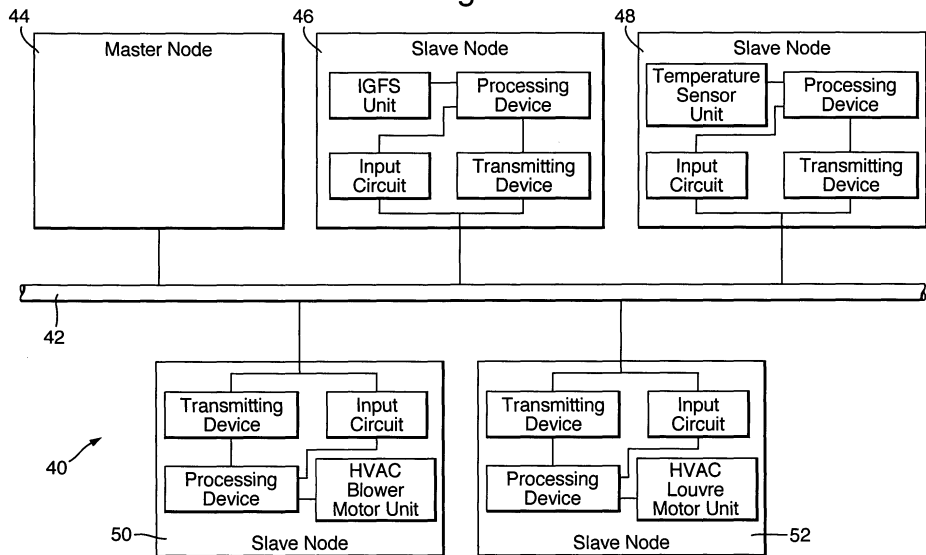 44
46
48
Master Node
Slave Node
IGFS
Unit
Processing
Device
Input
Circuit
Transmitting
Device
Slave Node
Temperature
Sensor
Unit
Processing
Device
Input
Circuit
Transmitting
Device
42
40
Transmitting
Device
Input
Circuit
Processing
Device
HVAC
Blower
Motor Unit
50
Slave Node
Transmitting
Device
Input
Circuit
Processing
Device
HVAC
Louvre
Motor Unit
52
Slave Node